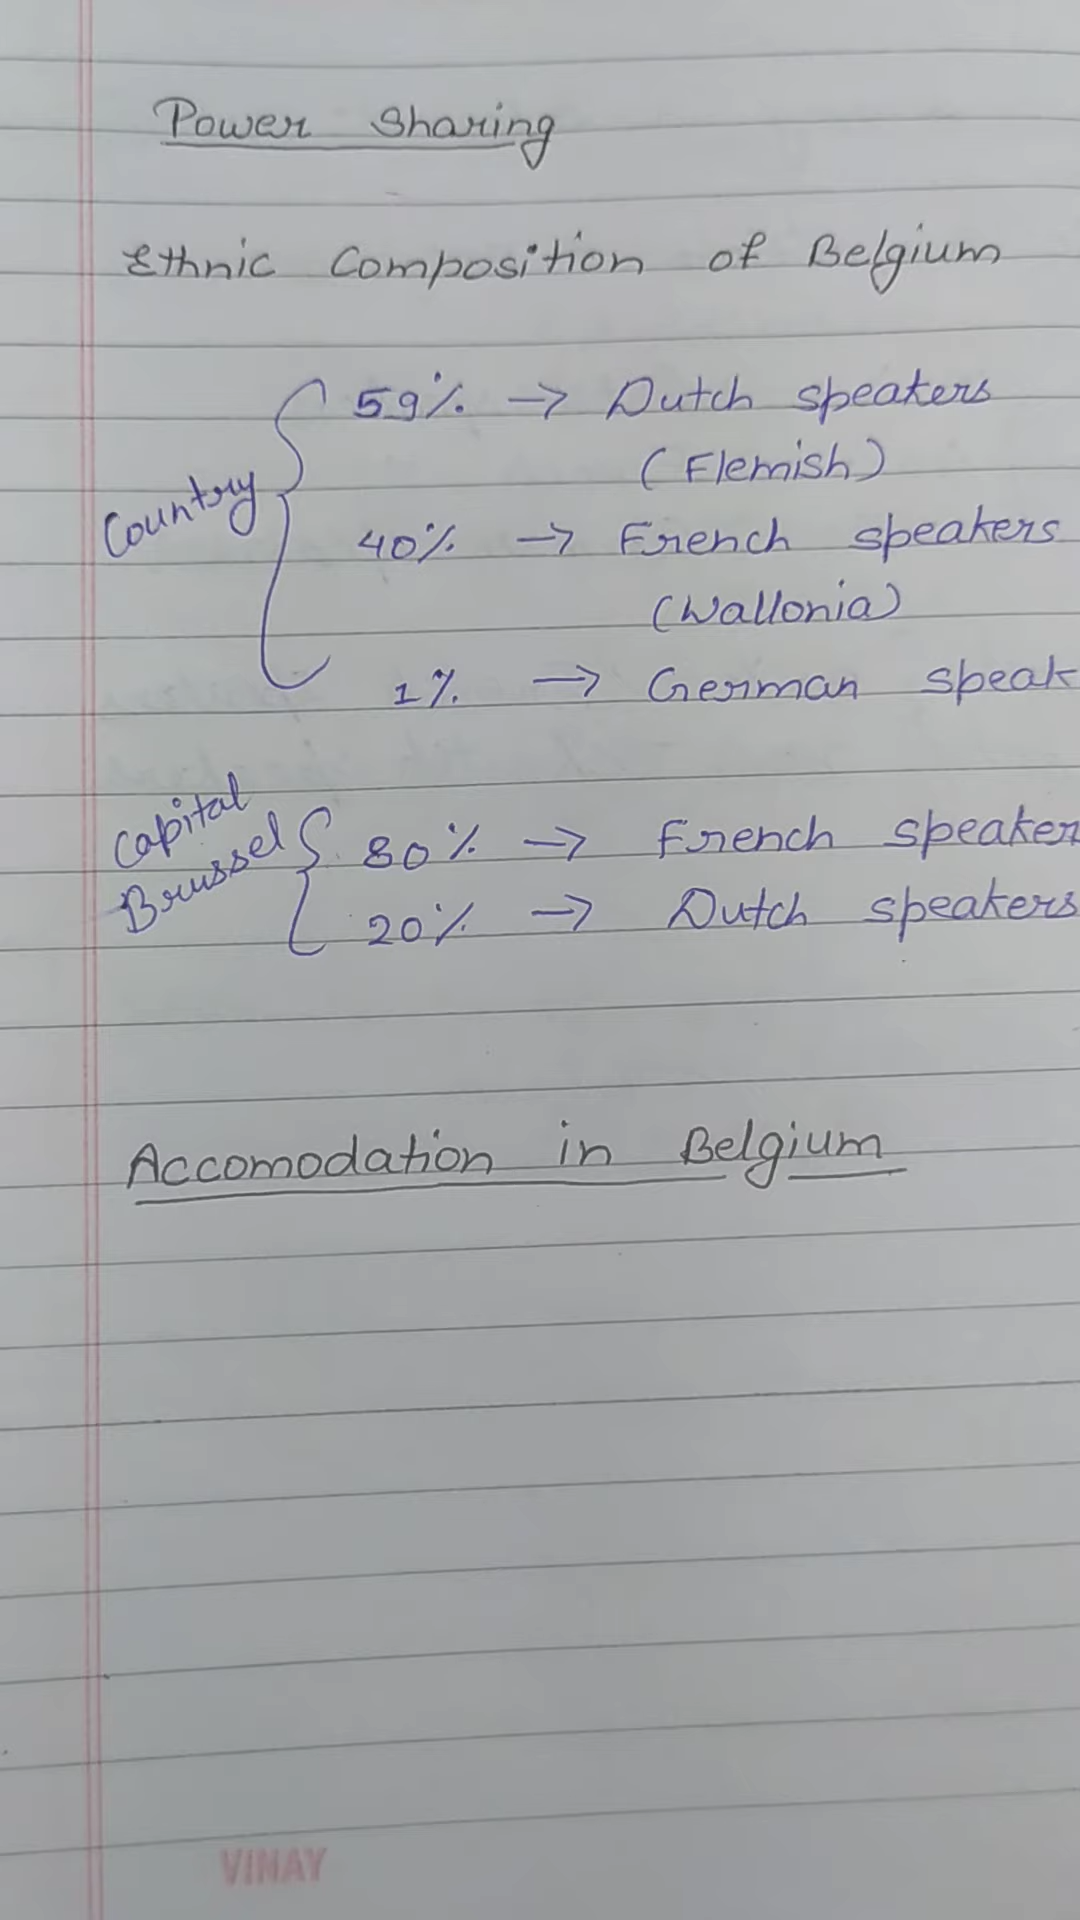 Power Sharing
Ethnic Composition of Belgium
Country
59% → Dutch speakers
(Flemish)
40% → French speakers
(Wallonia)
1% → German speak
Capital
Brussel
80% → French speaker
20% → Dutch speakers
Accomodation in Belgium
VINAY